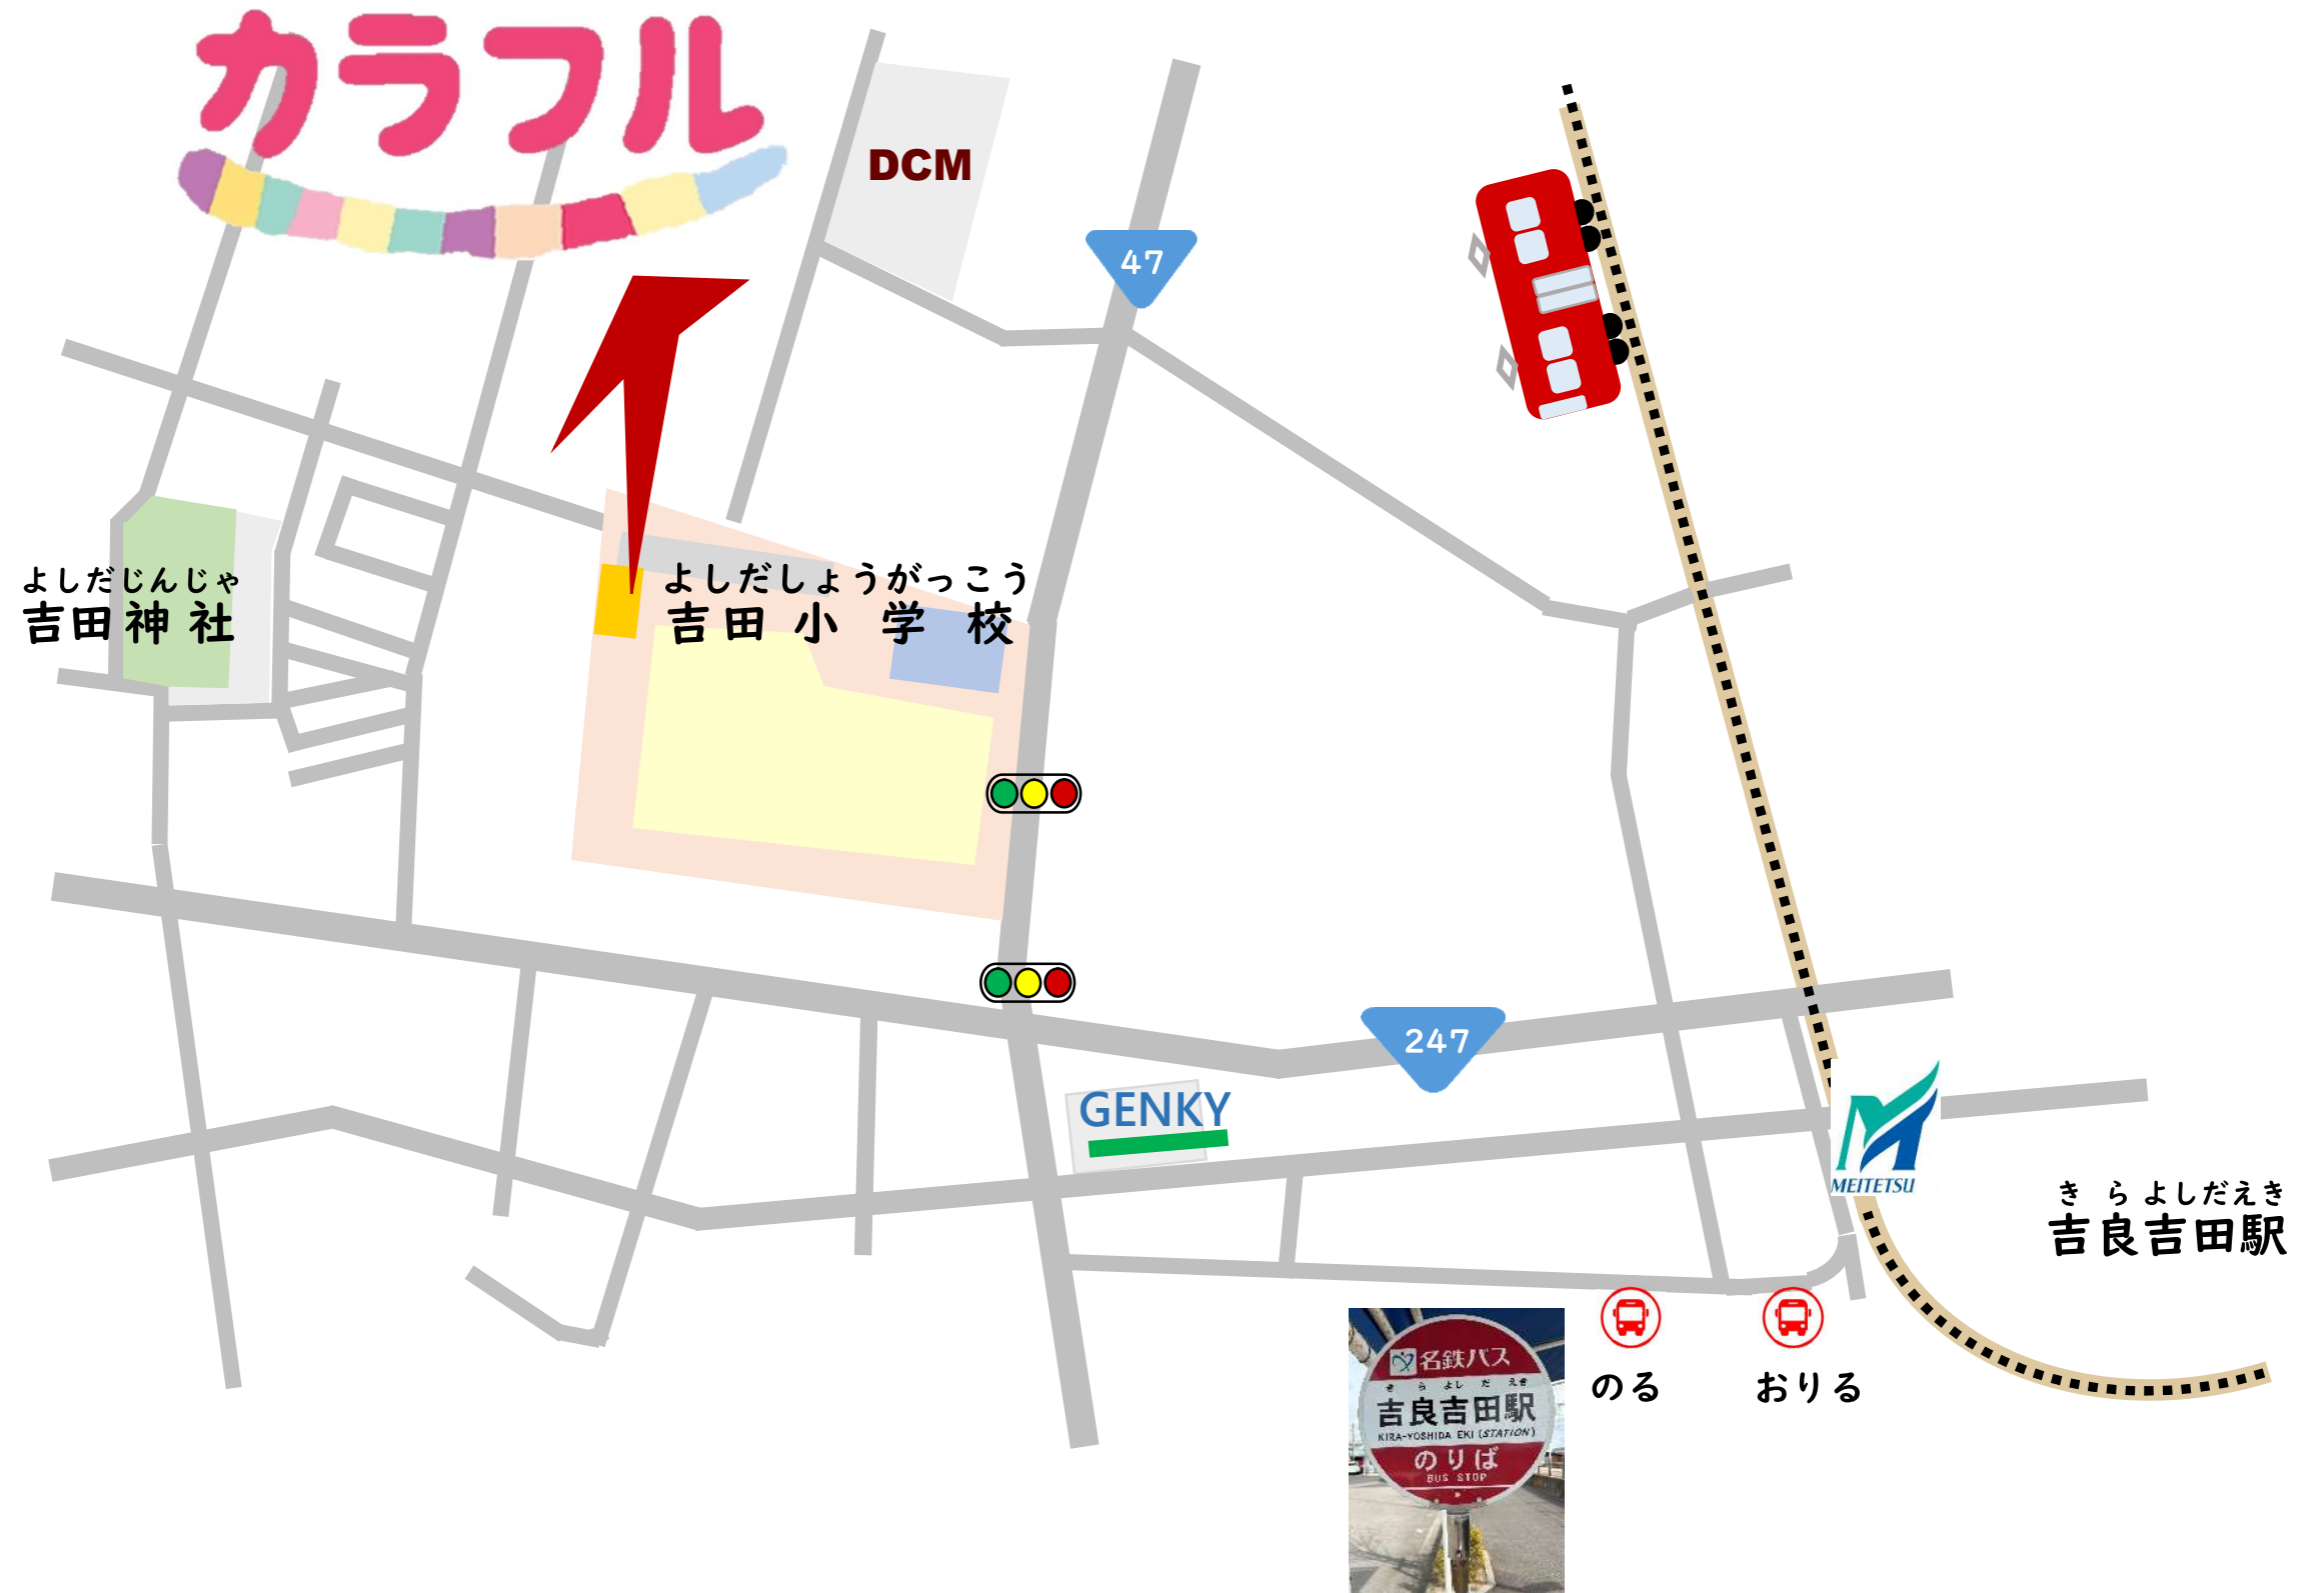 カラフル
DCM
47
よしだじんじゃ
吉田神社
よしだしょうがっこう
吉田小学校
247
GENKY
MEITETSU
きらよしだえき
吉良吉田駅
のる
おりる
名鉄バス
きらよしだえき
吉良吉田駅
KIRA-YOSHIDA EKI (STATION)
のりば
BUS STOP